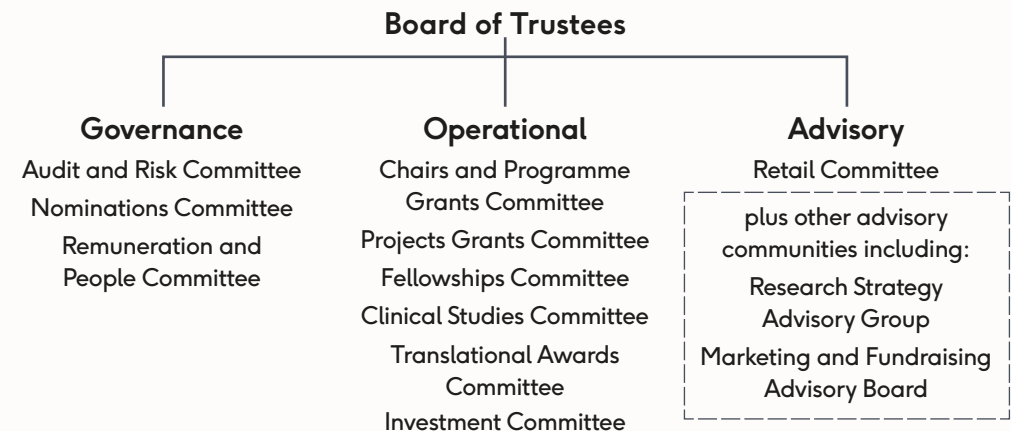 Board of Trustees
Governance
Audit and Risk Committee
Nominations Committee
Remuneration and
People Committee
Operational
Chairs and Programme
Grants Committee
Projects Grants Committee
Fellowships Committee
Clinical Studies Committee
Translational Awards
Committee
Investment Committee
Advisory
Retail Committee
plus other advisory
communities including:
Research Strategy
Advisory Group
Marketing and Fundraising
Advisory Board